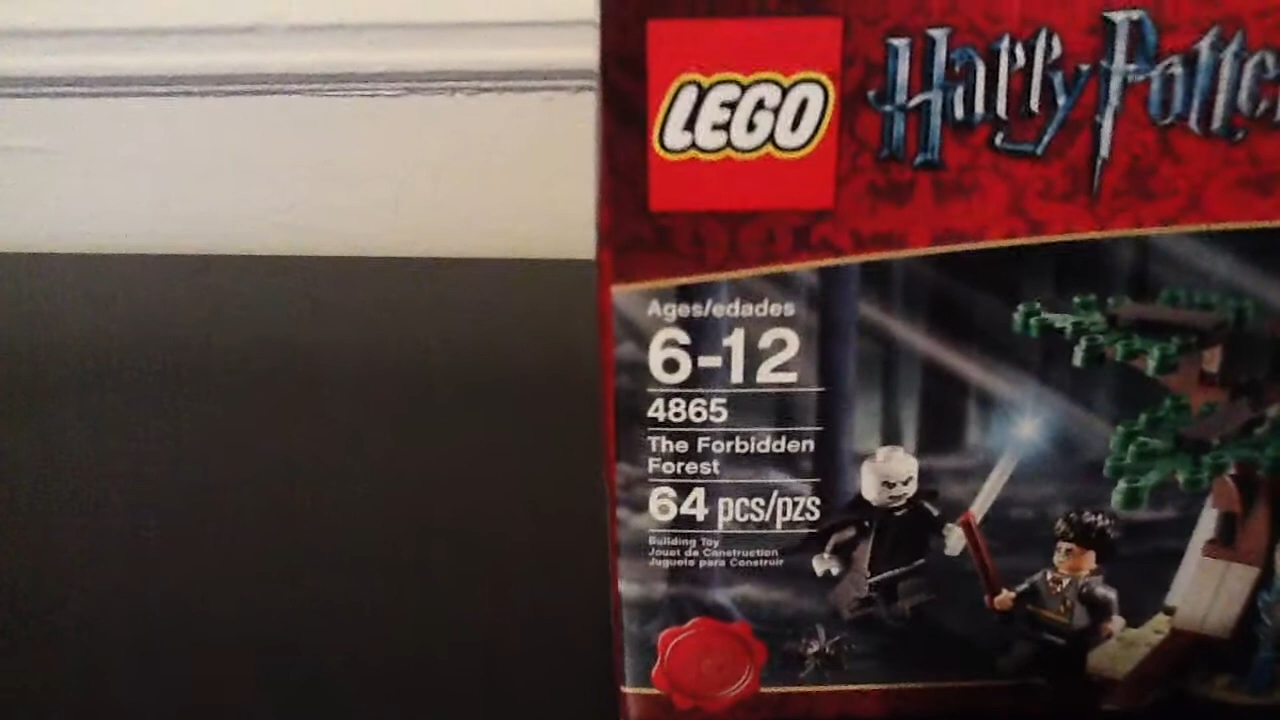 LEGO
Harry Potte
Ages/edades
6-12
4865
The Forbidden
Forest
64 pcs/pzs
Building Toy
Jouet de Construction
Juguete para Construir